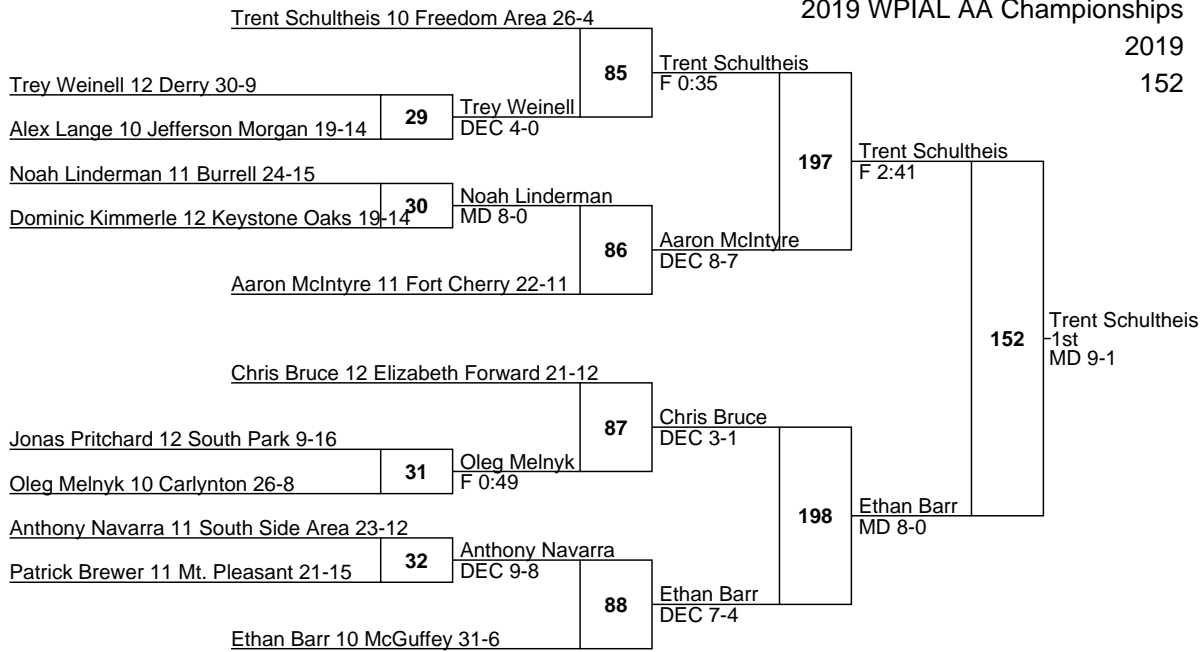 2019 WPIAL AA Championships
2019
152
Trent Schultheis 10 Freedom Area 26-4
85
Trent Schultheis
F 0:35
Trey Weinell 12 Derry 30-9
29
Trey Weinell
DEC 4-0
Alex Lange 10 Jefferson Morgan 19-14
197
Trent Schultheis
F 2:41
Noah Linderman 11 Burrell 24-15
30
Noah Linderman
MD 8-0
Dominic Kimmerle 12 Keystone Oaks 19-14
86
Aaron McIntyre
DEC 8-7
Aaron McIntyre 11 Fort Cherry 22-11
152
Trent Schultheis
1st
MD 9-1
Chris Bruce 12 Elizabeth Forward 21-12
87
Chris Bruce
DEC 3-1
Jonas Pritchard 12 South Park 9-16
31
Oleg Melnyk
F 0:49
Oleg Melnyk 10 Carlynton 26-8
198
Ethan Barr
MD 8-0
Anthony Navarra 11 South Side Area 23-12
32
Anthony Navarra
DEC 9-8
Patrick Brewer 11 Mt. Pleasant 21-15
88
Ethan Barr
DEC 7-4
Ethan Barr 10 McGuffey 31-6